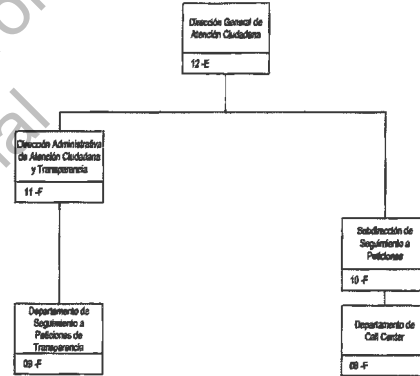 Dirección General de
Atención Ciudadana
12-E
Dirección Administrativa
de Atención Ciudadana
y Transparencia
11-F
Subdirección de
Seguimiento a
Peticiones
10-F
Departamento de
Seguimiento a
Peticiones de
Transparencia
09-F
Departamento de
Call Center
09-F